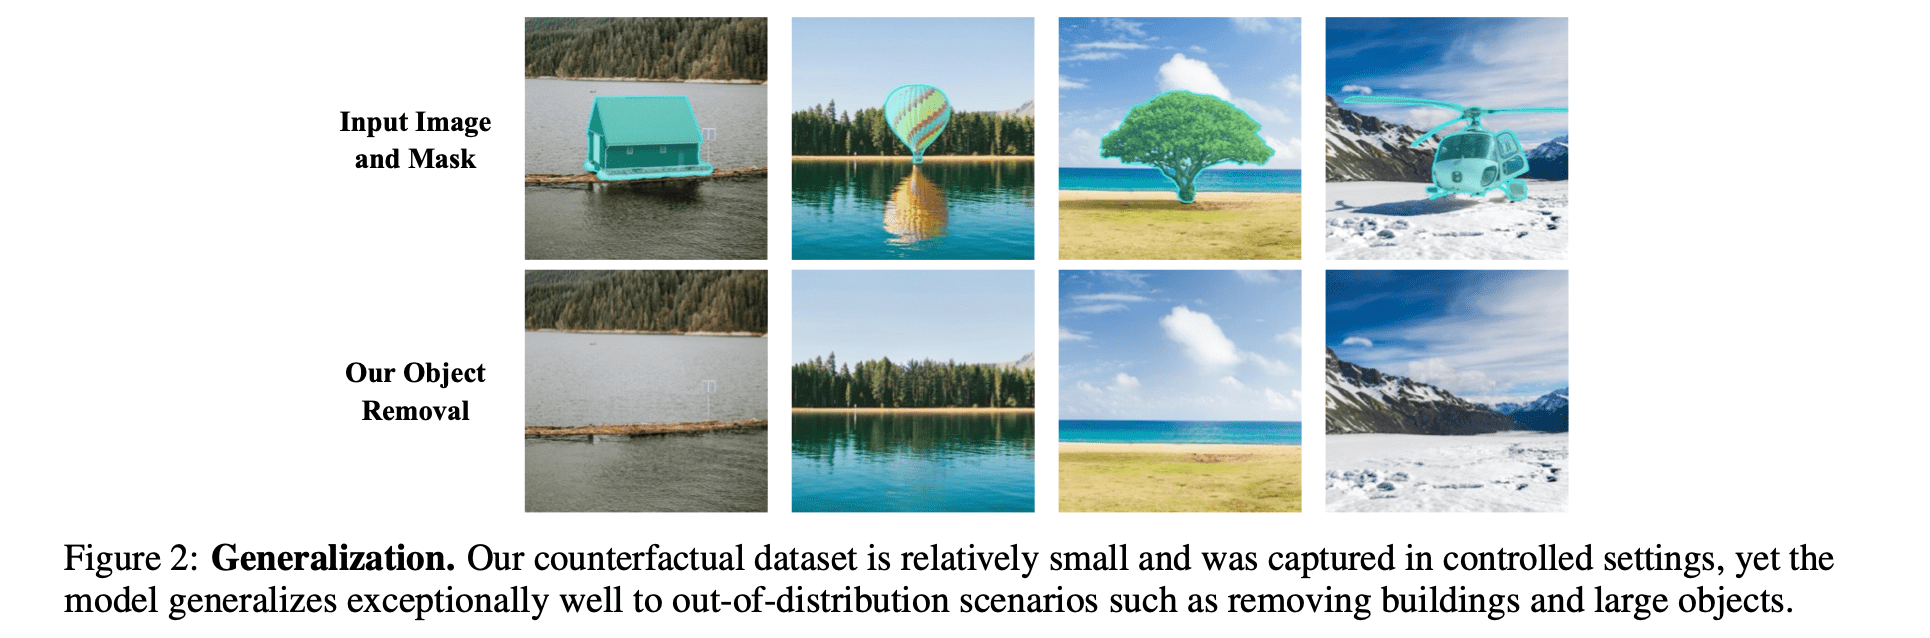 Input Image
and Mask
Our Object
Removal
Figure 2: Generalization. Our counterfactual dataset is relatively small and was captured in controlled settings, yet the
model generalizes exceptionally well to out-of-distribution scenarios such as removing buildings and large objects.